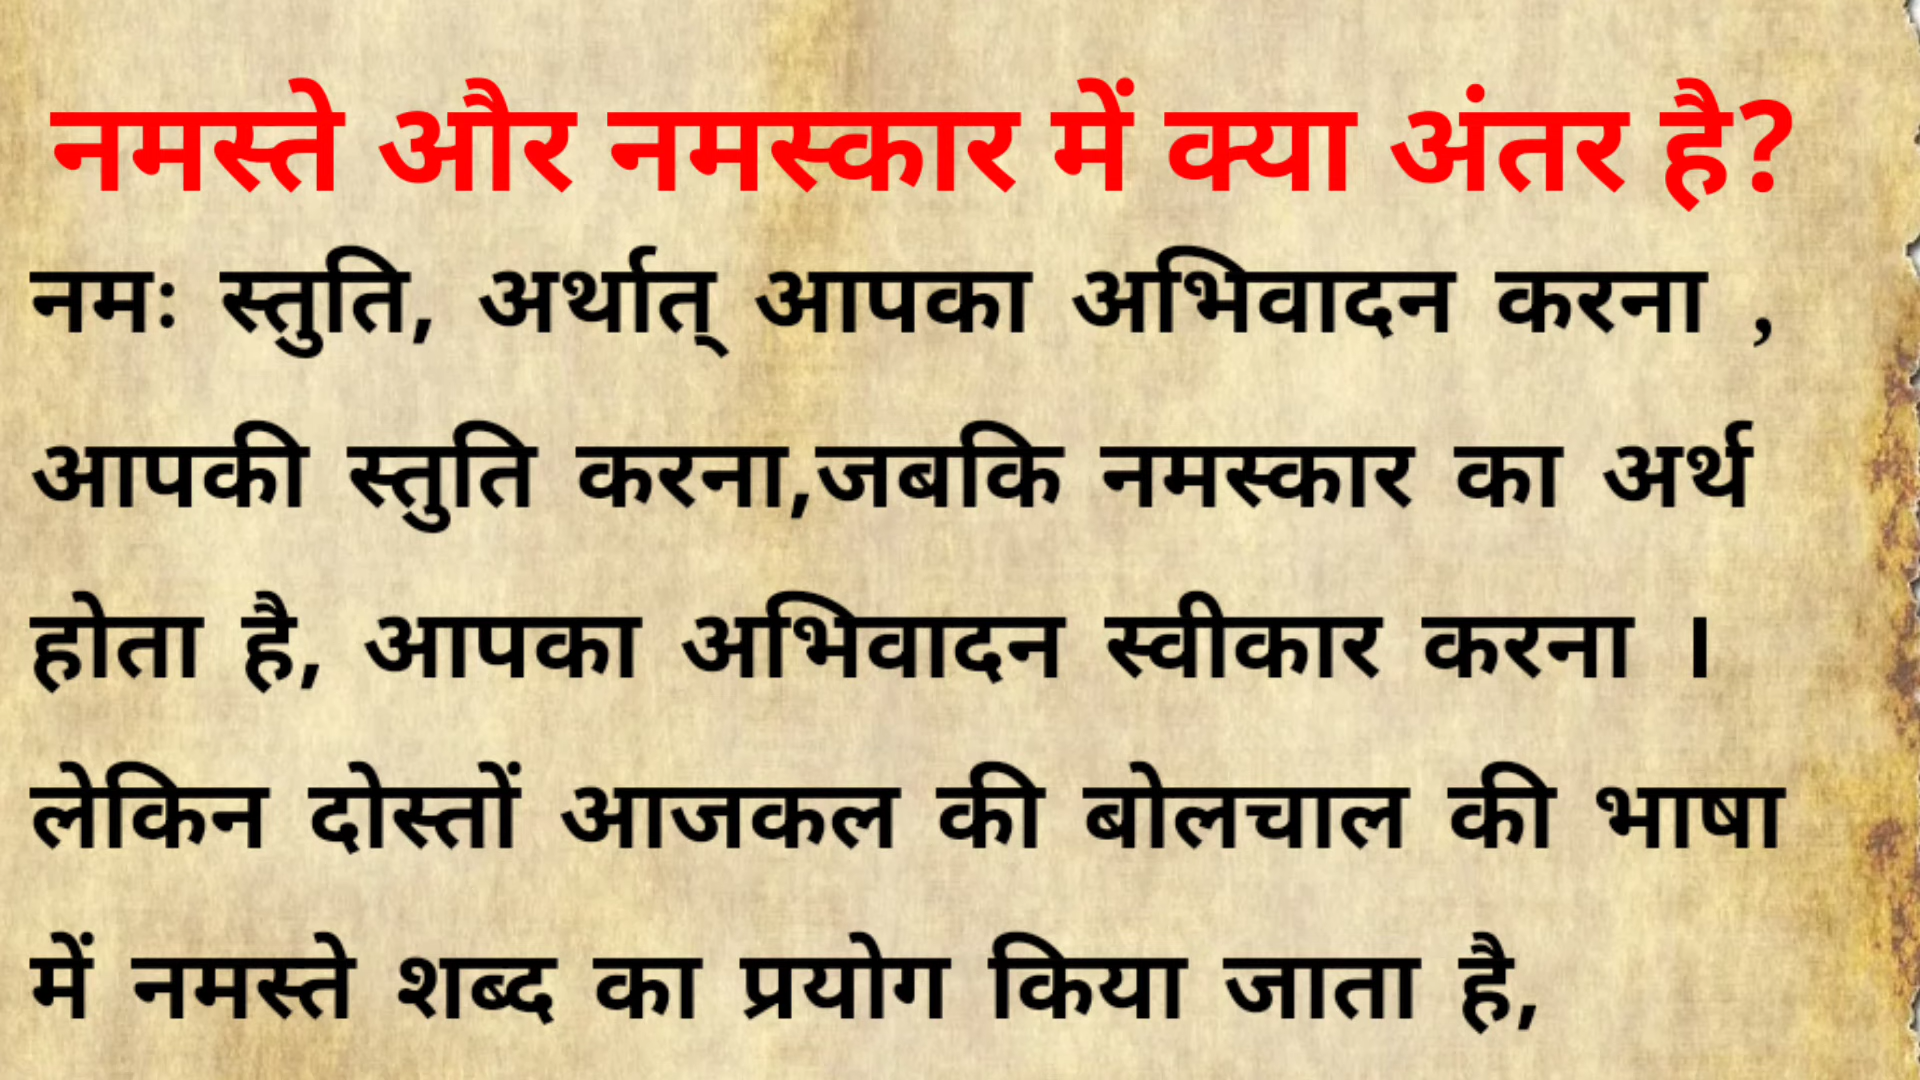 नमस्ते और नमस्कार में क्या अंतर है?
नमः स्तुति, अर्थात् आपका अभिवादन करना ,
आपकी स्तुति करना,जबकि नमस्कार का अर्थ
होता है, आपका अभिवादन स्वीकार करना ।
लेकिन दोस्तों आजकल की बोलचाल की भाषा
में नमस्ते शब्द का प्रयोग किया जाता है,